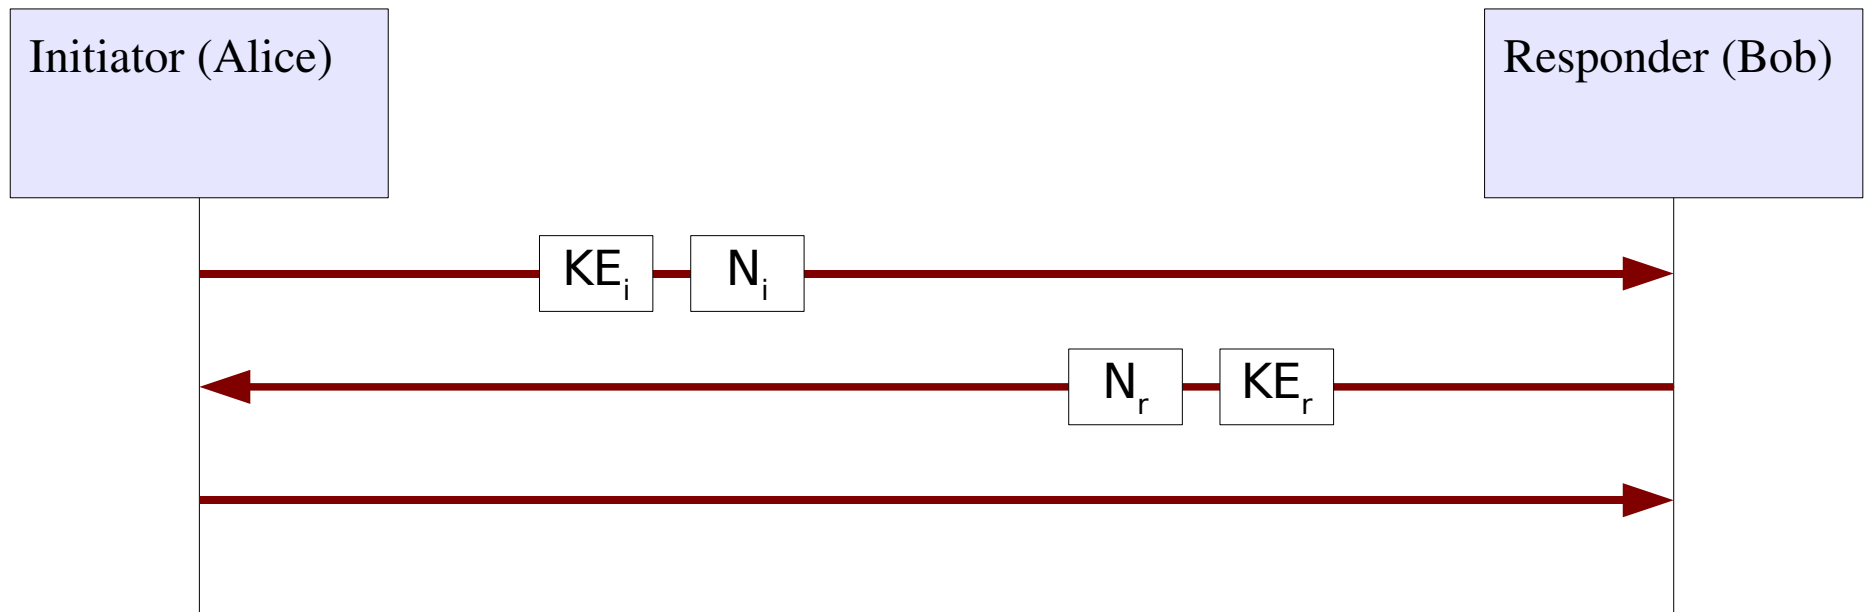 Initiator (Alice)
Responder (Bob)
KEi Ni
Nr KEr